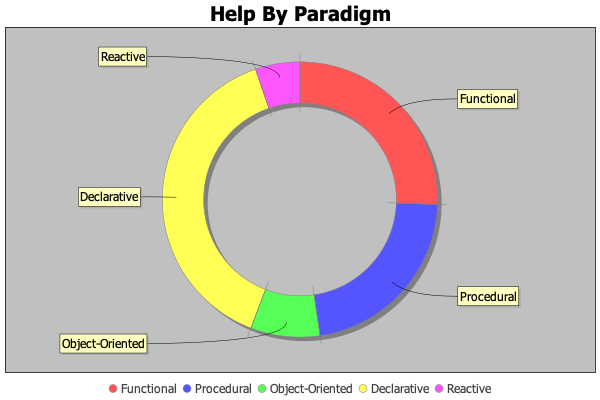 Help By Paradigm
Reactive
Functional
Declarative
Procedural
Object-Oriented
Functional Procedural Object-Oriented Declarative Reactive